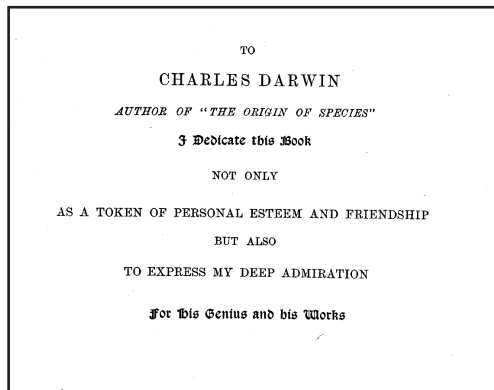 TO
CHARLES DARWIN
AUTHOR OF "THE ORIGIN OF SPECIES"
I Dedicate this Book
NOT ONLY
AS A TOKEN OF PERSONAL ESTEEM AND FRIENDSHIP
BUT ALSO
TO EXPRESS MY DEEP ADMIRATION
For his Genius and his Works